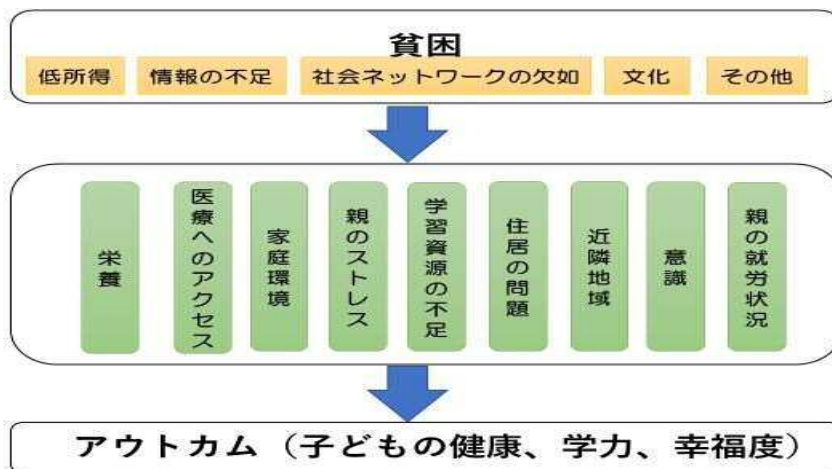 貧困
低所得 情報の不足 社会ネットワークの欠如 文化 その他
栄養
医療へのアクセス
家庭環境
親のストレス
学習資源の不足
住居の問題
近隣地域
意識
親の就労状況
アウトカム（子どもの健康、学力、幸福度）